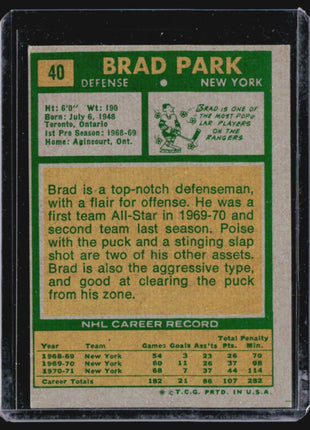 40
BRAD PARK
DEFENSE
NEW YORK
Ht: 6'0" Wt: 190
Born: July 6, 1948
Toronto, Ontario
1st Pro Season: 1968-69
Home: Agincourt, Ont.
BRAD IS ONE OF
THE MOST POPU-
LAR PLAYERS
ON THE
RANGERS
Brad is a top-notch defenseman,
with a flair for offense. He was a
first team All-Star in 1969-70 and
second team last season. Poise
with the puck and a stinging slap
shot are two of his other assets.
Brad is also the aggressive type,
and good at clearing the puck
from his zone.
NHL CAREER RECORD
Total Penalty
Year Team Games Goals Ass'ts Pts. Min.
1968-69 New York 54 3 23 26 70
1969-70 New York 60 11 26 37 98
1970-71 New York 68 7 37 44 114
Career Totals 182 21 86 107 282
* © T.C.G. PRTD. IN U.S.A.